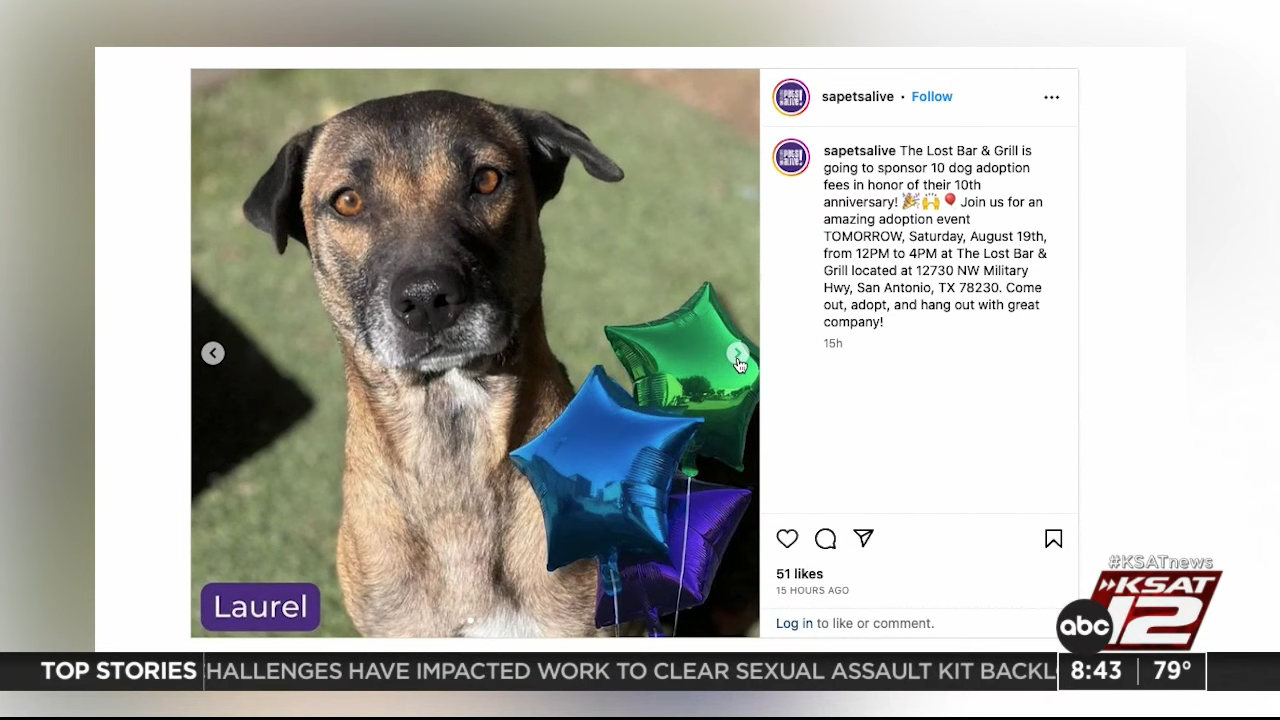 sapetsalive • Follow
sapetsalive The Lost Bar & Grill is
going to sponsor 10 dog adoption
fees in honor of their 10th
anniversary! 🎉🙌🎈 Join us for an
amazing adoption event
TOMORROW, Saturday, August 19th,
from 12PM to 4PM at The Lost Bar &
Grill located at 12730 NW Military
Hwy, San Antonio, TX 78230. Come
out, adopt, and hang out with great
company!
15h
51 likes
15 HOURS AGO
Log in to like or comment.
Laurel
#KSATnews
KSAT
abc 12
TOP STORIES HALLENGES HAVE IMPACTED WORK TO CLEAR SEXUAL ASSAULT KIT BACKL
8:43 79°